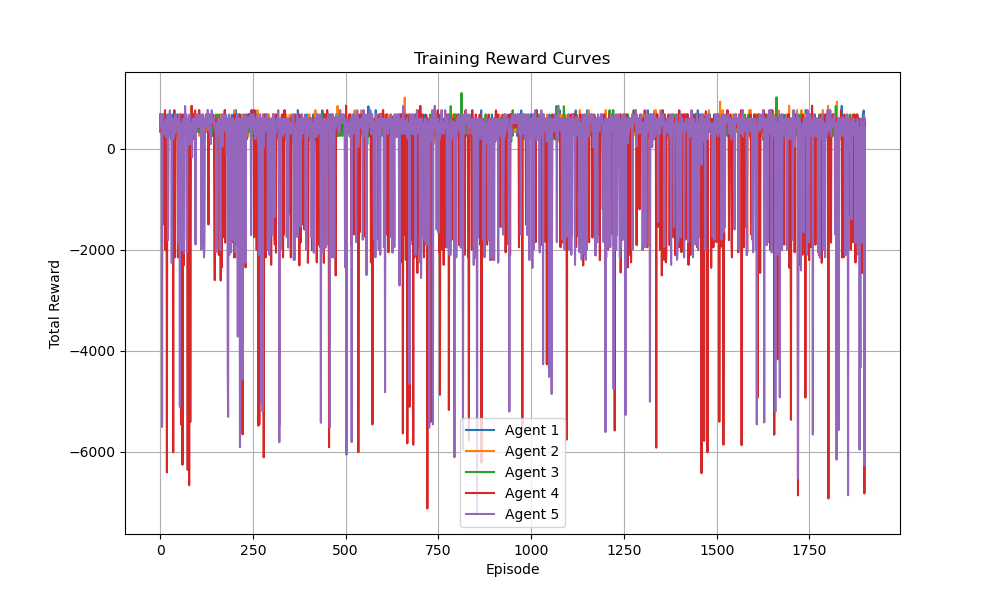 Training Reward Curves
Total Reward
0
−2000
−4000
−6000
Agent 1
Agent 2
Agent 3
Agent 4
Agent 5
0 250 500 750 1000 1250 1500 1750
Episode